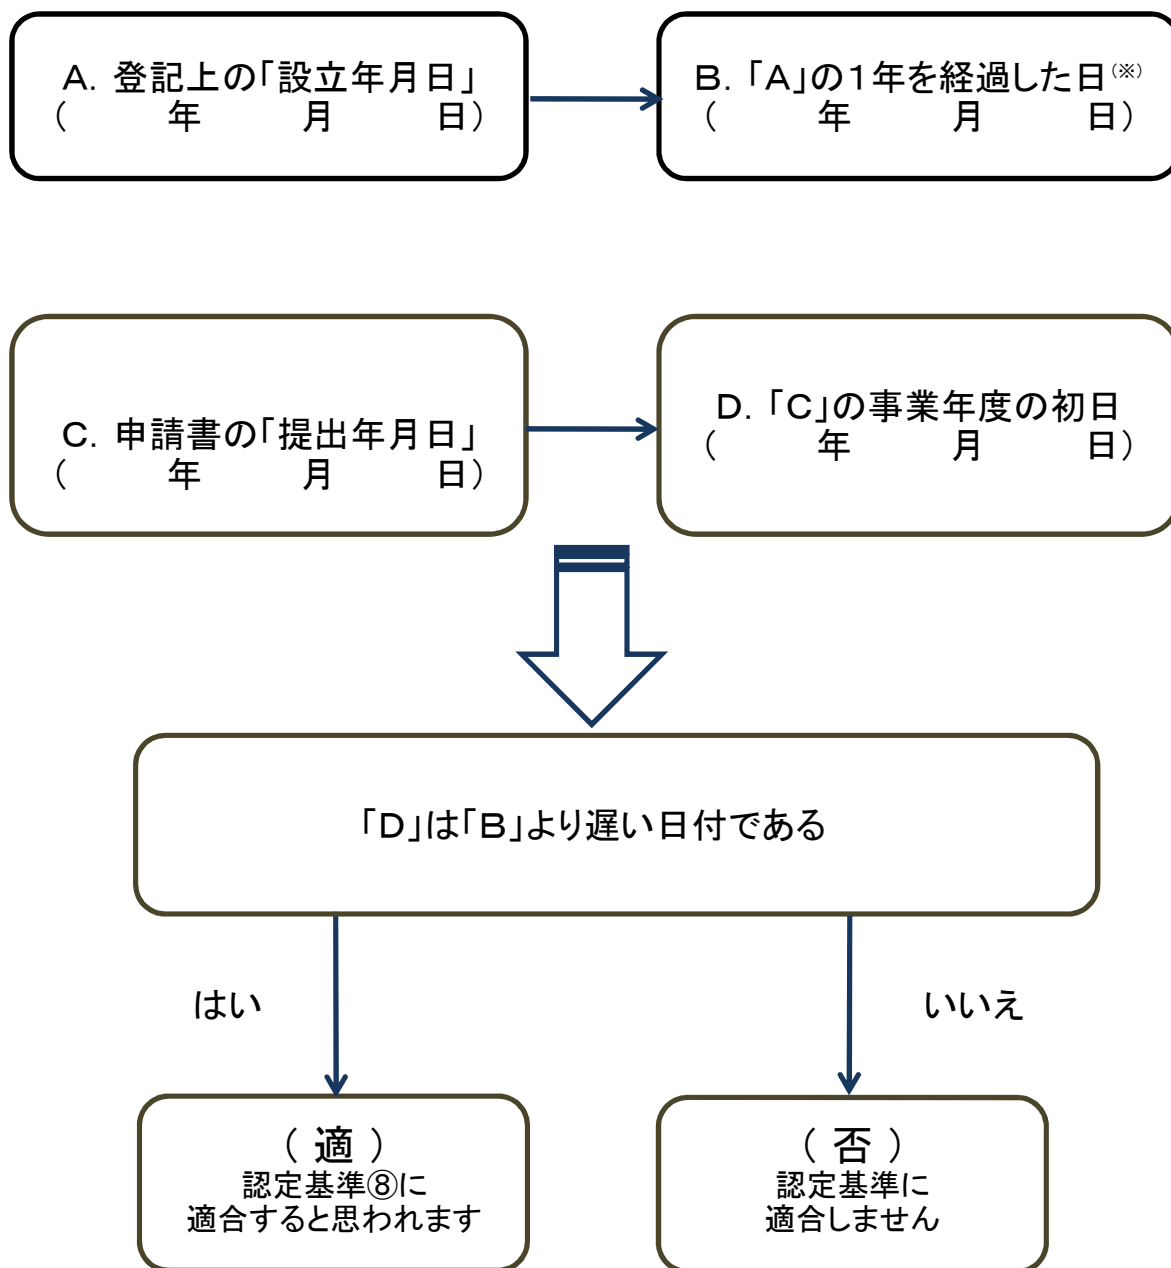 A. 登記上の「設立年月日」
(　　　年　　　月　　　日)
B. 「A」の1年を経過した日(※)
(　　　年　　　月　　　日)
C. 申請書の「提出年月日」
(　　　年　　　月　　　日)
D. 「C」の事業年度の初日
(　　　年　　　月　　　日)
「D」は「B」より遅い日付である
はい
いいえ
( 適 )
認定基準⑧に
適合すると思われます
( 否 )
認定基準に
適合しません